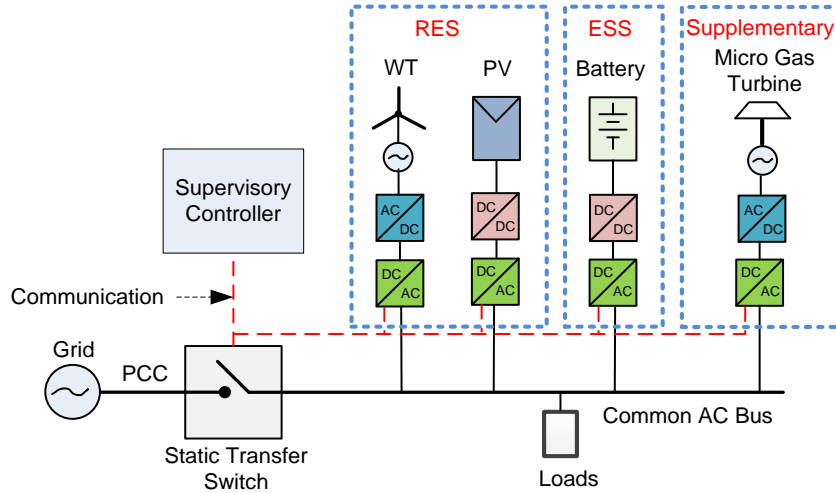 RES
ESS
Supplementary
WT
PV
Battery
Micro Gas
Turbine
Supervisory
Controller
AC
DC
DC
DC
DC
DC
AC
DC
DC
AC
DC
AC
DC
AC
DC
AC
Communication
Grid
PCC
Static Transfer
Switch
Common AC Bus
Loads